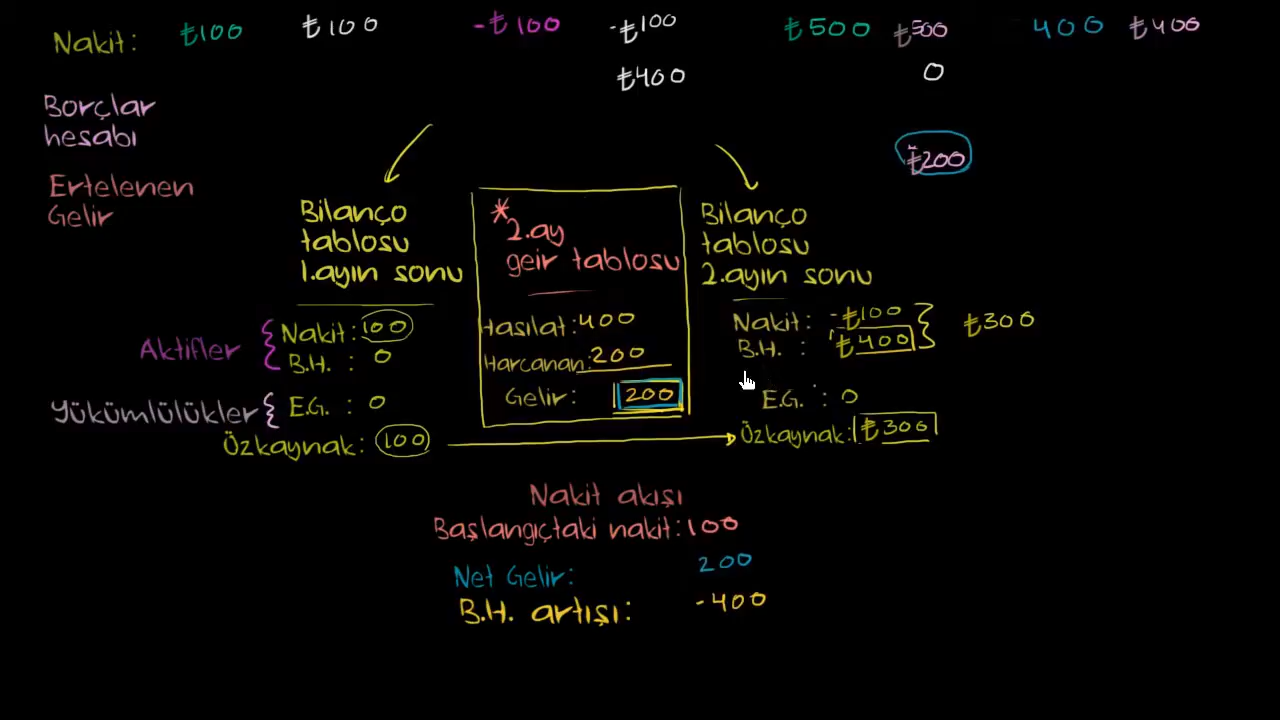 Nakit: ₺100 ₺100 -₺100 -₺100 ₺500 ₺500 400 ₺400
₺400 0
Borçlar
hesabı
₺200
Ertelenen
Gelir
Bilanço
tablosu
1.ayın sonu
*2.ay
geir tablosu
Bilanço
tablosu
2.ayın sonu
Aktifler
Nakit: 100
B.H. : 0
Yükümlülükler
E.G. : 0
Özkaynak: 100
Hasılat: 400
Harcanan: 200
Gelir: 200
Nakit: -₺100
B.H. : ₺400
₺300
E.G. : 0
Özkaynak: ₺300
Nakit akışı
Başlangıçtaki nakit: 100
Net Gelir: 200
B.H. artışı: -400